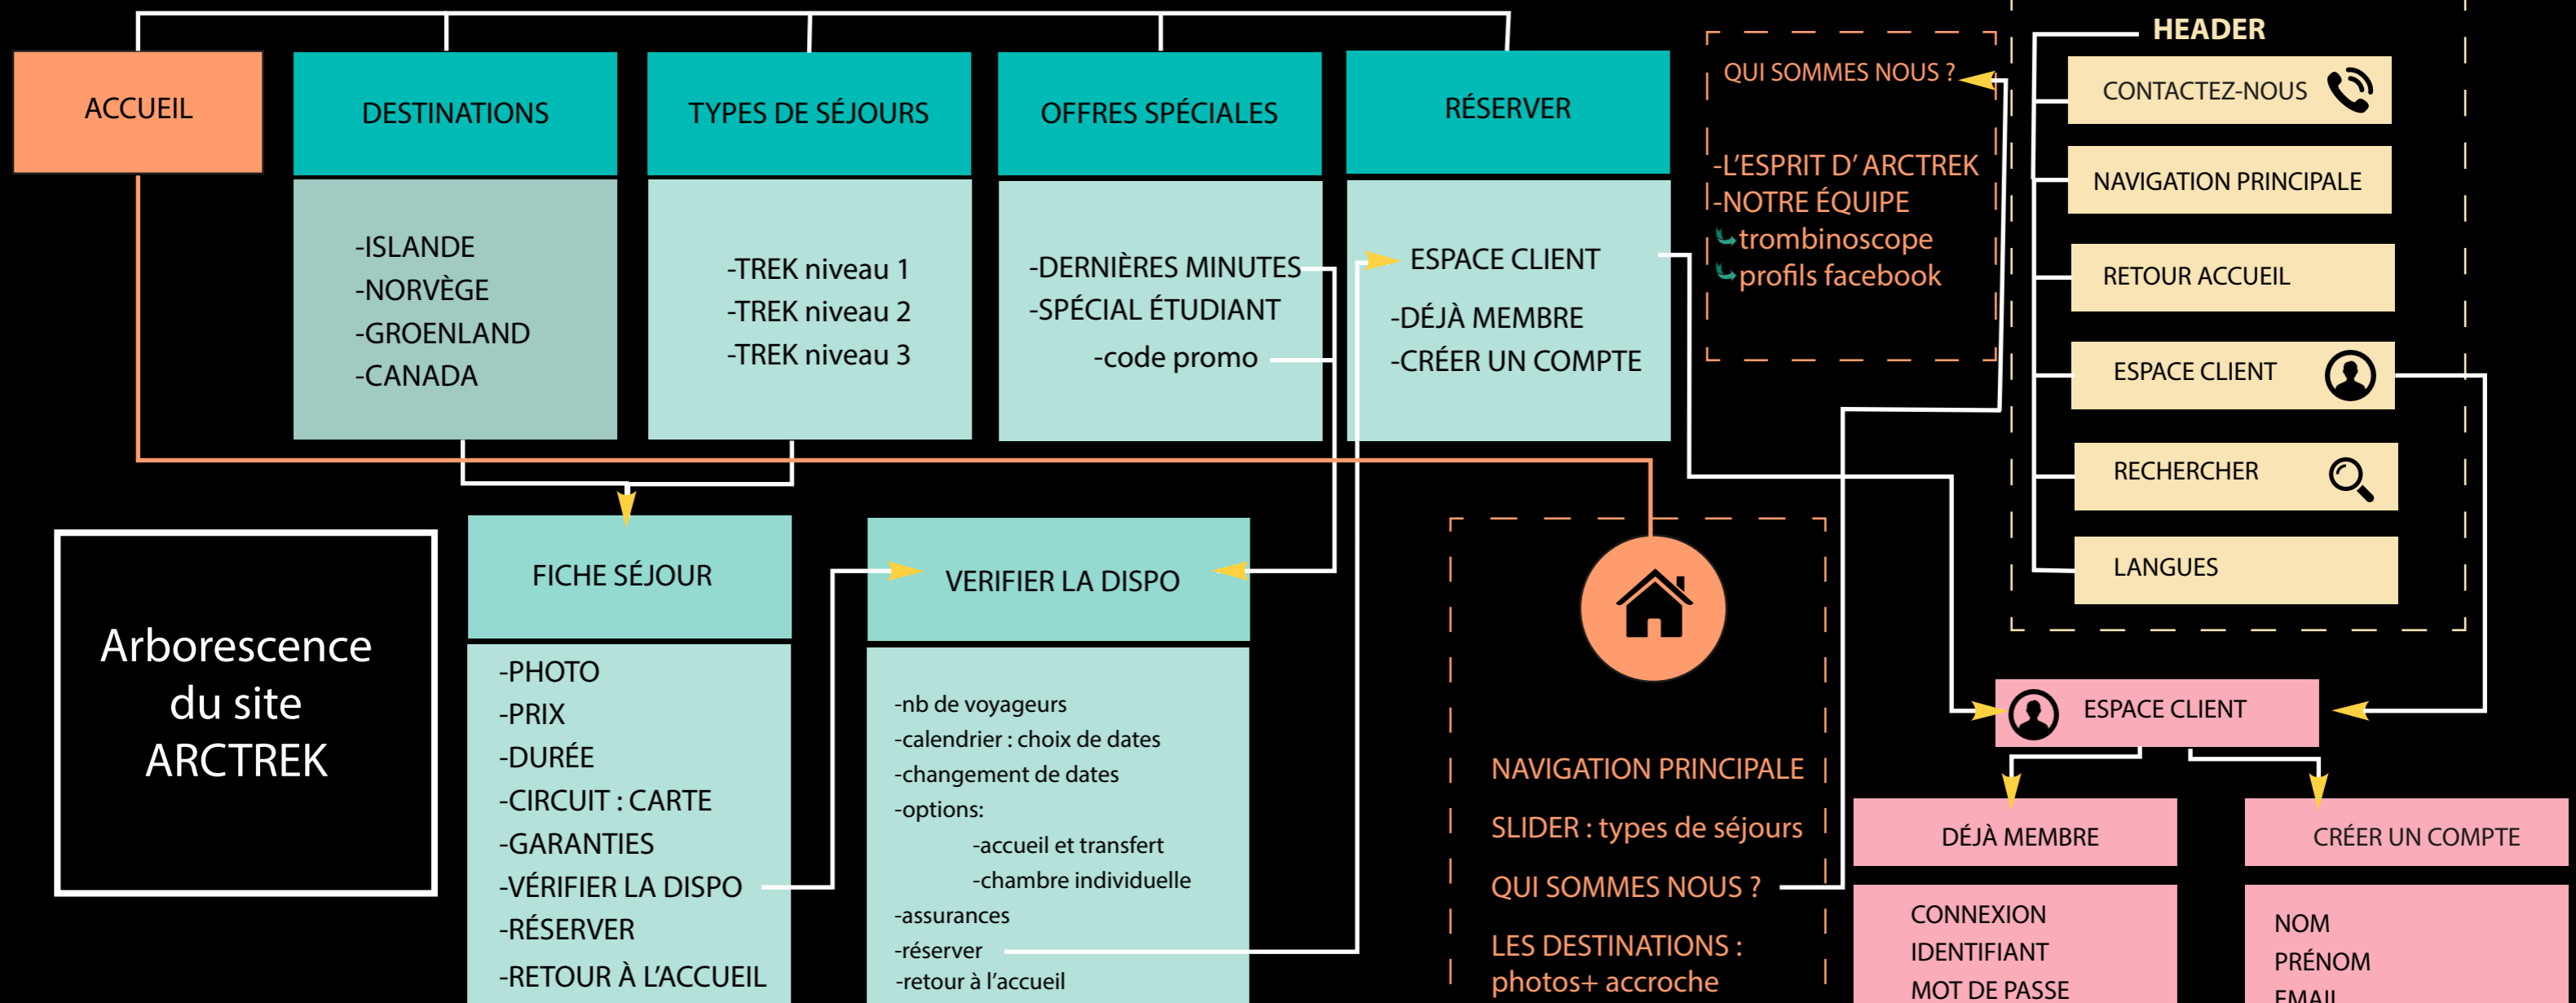 ACCUEIL
DESTINATIONS
-ISLANDE
-NORVÈGE
-GROENLAND
-CANADA
TYPES DE SÉJOURS
-TREK niveau 1
-TREK niveau 2
-TREK niveau 3
OFFRES SPÉCIALES
-DERNIÈRES MINUTES
-SPÉCIAL ÉTUDIANT
-code promo
RÉSERVER
ESPACE CLIENT
-DÉJÀ MEMBRE
-CRÉER UN COMPTE
QUI SOMMES NOUS ?
-L'ESPRIT D' ARCTREK
-NOTRE ÉQUIPE
trombinoscope
profils facebook
HEADER
CONTACTEZ-NOUS
NAVIGATION PRINCIPALE
RETOUR ACCUEIL
ESPACE CLIENT
RECHERCHER
LANGUES
Arborescence
du site
ARCTREK
FICHE SÉJOUR
-PHOTO
-PRIX
-DURÉE
-CIRCUIT : CARTE
-GARANTIES
-VÉRIFIER LA DISPO
-RÉSERVER
-RETOUR À L'ACCUEIL
VERIFIER LA DISPO
-nb de voyageurs
-calendrier : choix de dates
-changement de dates
-options:
-accueil et transfert
-chambre individuelle
-assurances
-réserver
-retour à l'accueil
NAVIGATION PRINCIPALE
SLIDER : types de séjours
QUI SOMMES NOUS ?
LES DESTINATIONS :
photos+ accroche
ESPACE CLIENT
DÉJÀ MEMBRE
CONNEXION
IDENTIFIANT
MOT DE PASSE
CRÉER UN COMPTE
NOM
PRÉNOM
EMAIL